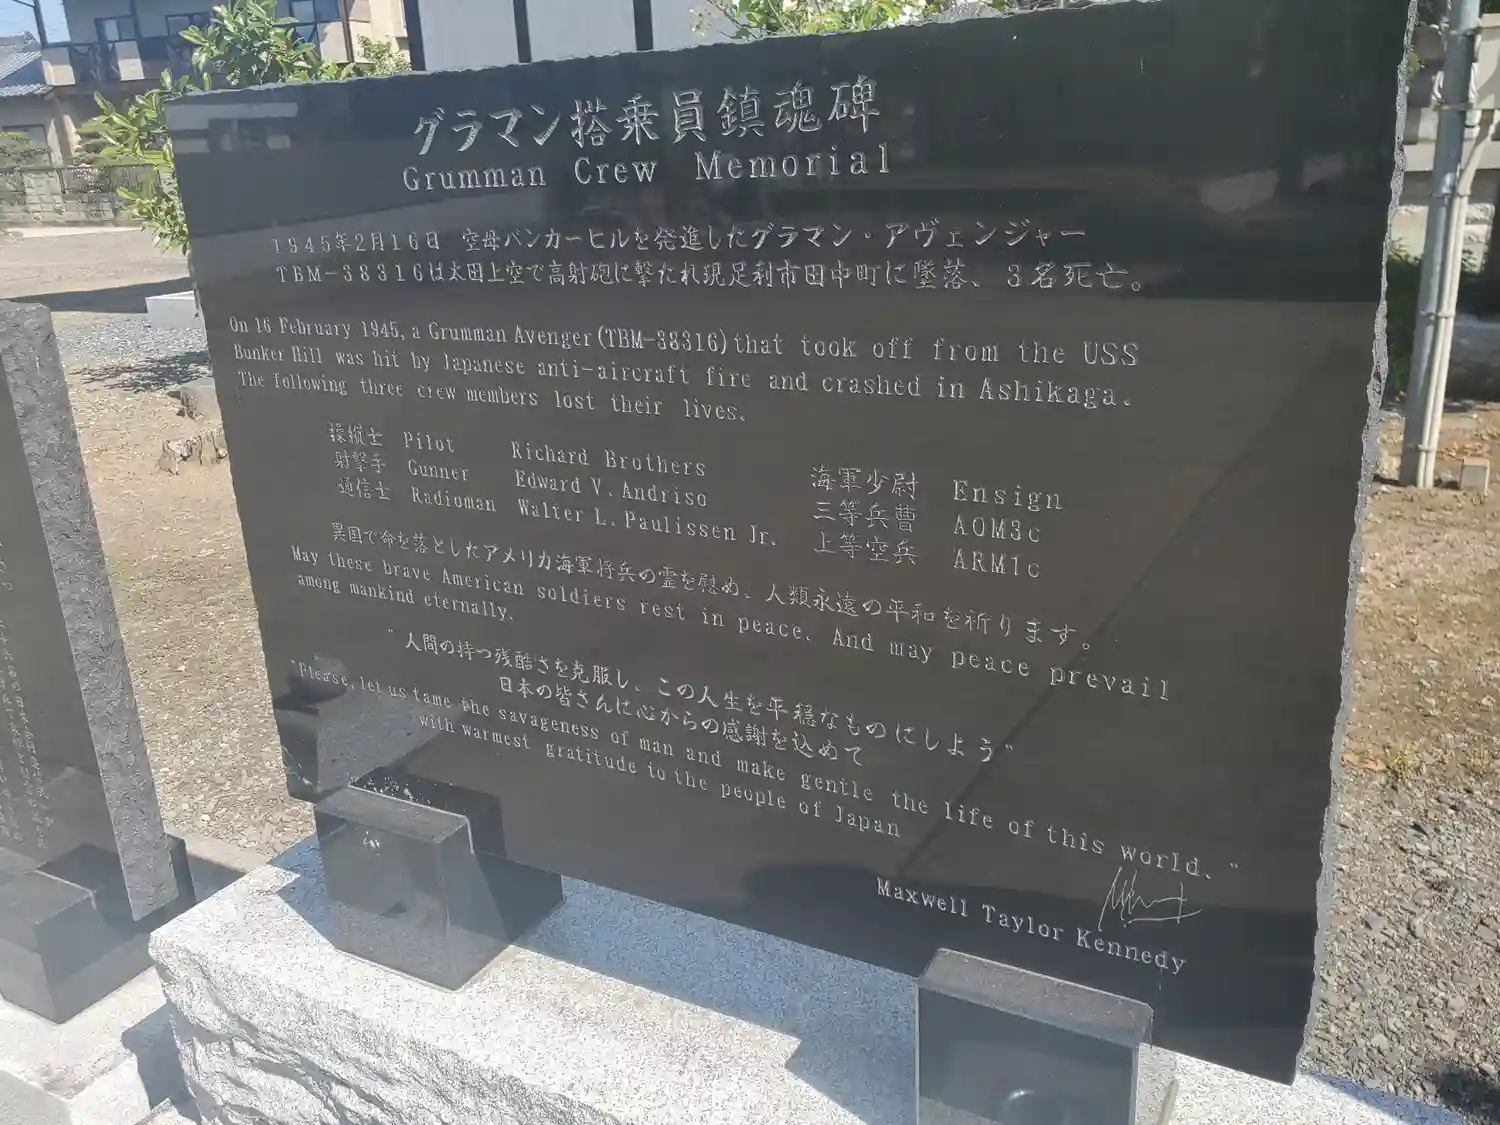 グラマン搭乗員鎮魂碑
Grumman Crew Memorial
1945年2月16日 空母バンカーヒルを発進したグラマン・アヴェンジャー
TBM-38316は太田上空で高射砲に撃たれ現足利市田中町に墜落、3名死亡。
On 16 February 1945, a Grumman Avenger (TBM-38316) that took off from the USS
Bunker Hill was hit by Japanese anti-aircraft fire and crashed in Ashikaga.
The following three crew members lost their lives.
操縦士 Pilot Richard Brothers 海軍少尉 Ensign
射撃手 Gunner Edward V. Andriso 三等兵曹 AOM3c
通信士 Radioman Walter L. Paulissen Jr. 上等空兵 ARM1c
異国で命を落としたアメリカ海軍将兵の霊を慰め、人類永遠の平和を祈ります。
May these brave American soldiers rest in peace. And may peace prevail
among mankind eternally.
"人間の持つ残酷さを克服し、この人生を平穏なものにしよう"
日本の皆さんに心からの感謝を込めて
"Please, let us tame the savageness of man and make gentle the life of this world."
with warmest gratitude to the people of Japan
Maxwell Taylor Kennedy